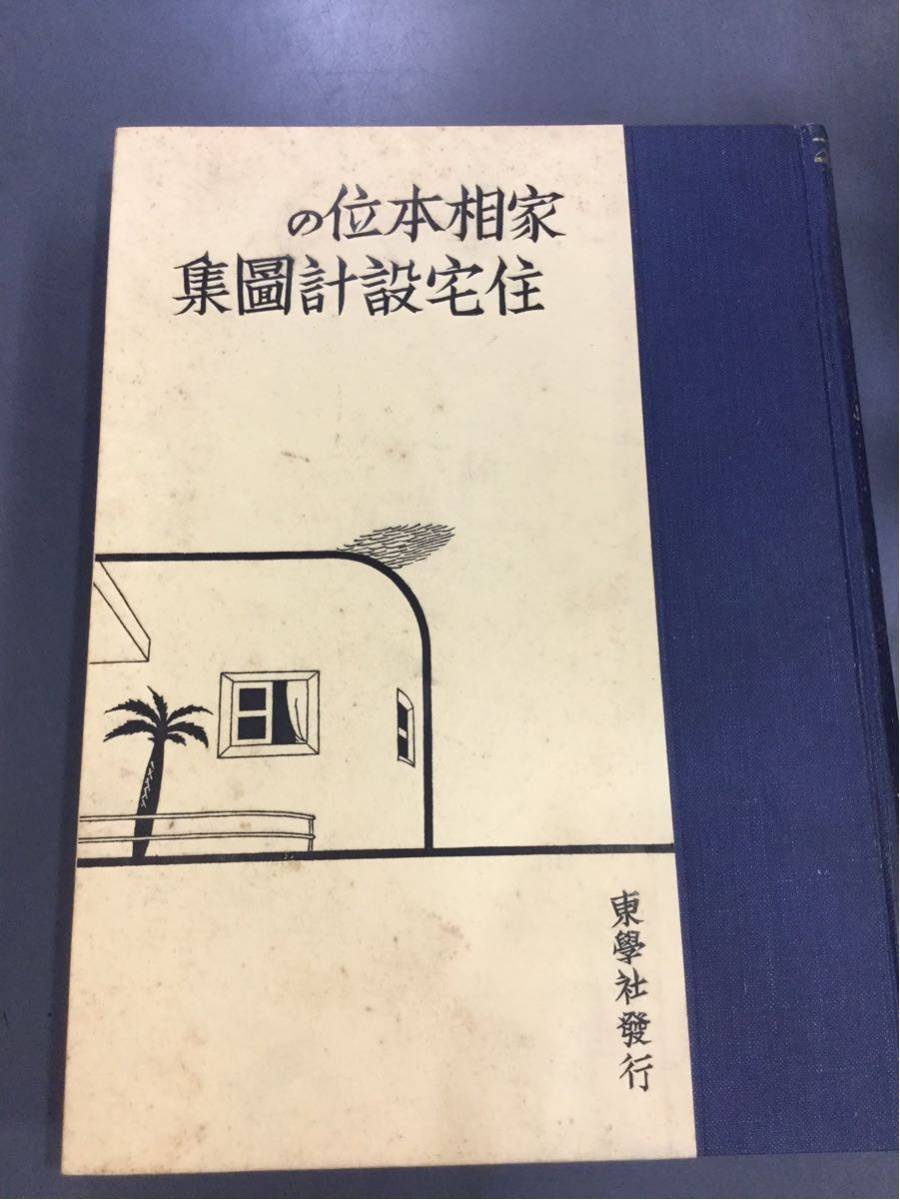 家相本位の
住宅設計圖集
東學社發行